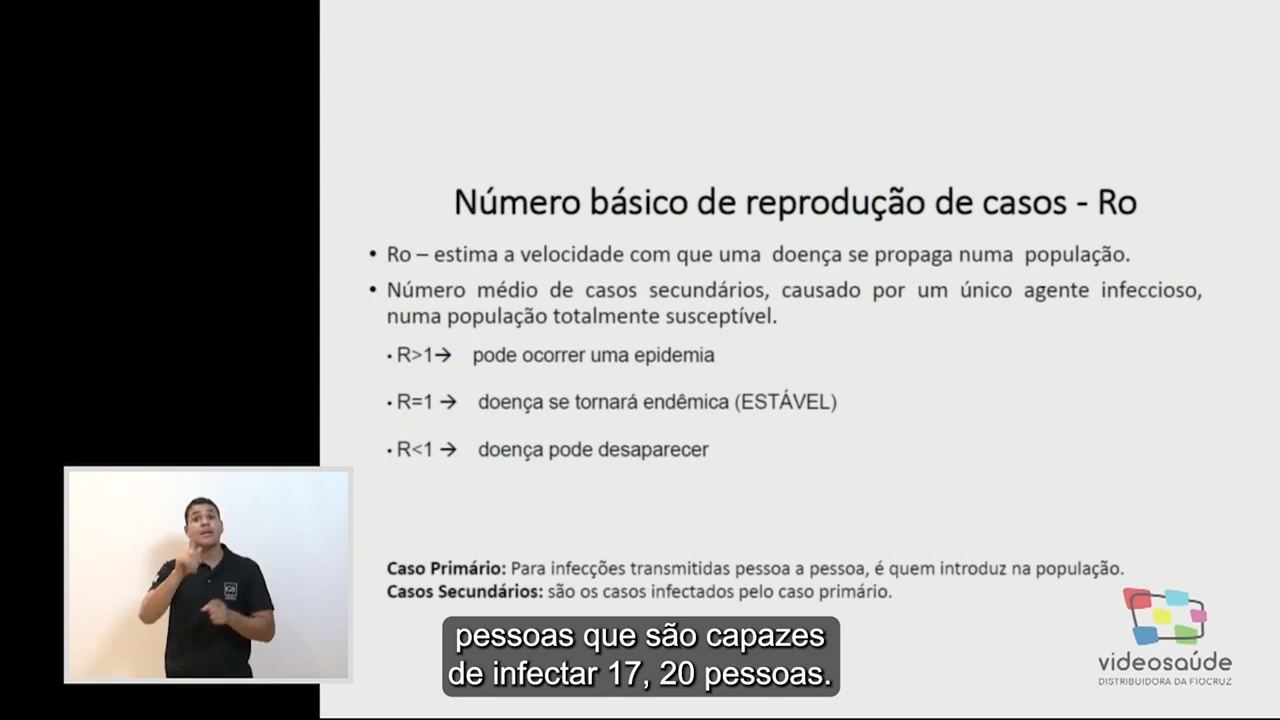 Número básico de reprodução de casos - Ro
• Ro – estima a velocidade com que uma doença se propaga numa população.
• Número médio de casos secundários, causado por um único agente infeccioso,
numa população totalmente susceptível.
• R>1→ pode ocorrer uma epidemia
• R=1 → doença se tornará endêmica (ESTÁVEL)
• R<1 → doença pode desaparecer
Caso Primário: Para infecções transmitidas pessoa a pessoa, é quem introduz na população.
Casos Secundários: são os casos infectados pelo caso primário.
pessoas que são capazes
de infectar 17, 20 pessoas.
videosaúde
DISTRIBUIDORA DA FIOCRUZ